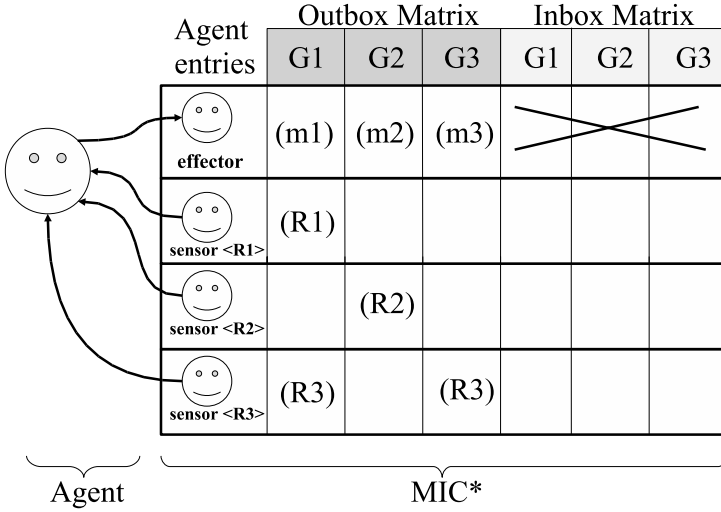 Outbox Matrix Inbox Matrix
Agent entries
G1 G2 G3 G1 G2 G3
(m1) (m2) (m3)
effector
(R1)
sensor <R1>
(R2)
sensor <R2>
(R3) (R3)
sensor <R3>
Agent MIC*